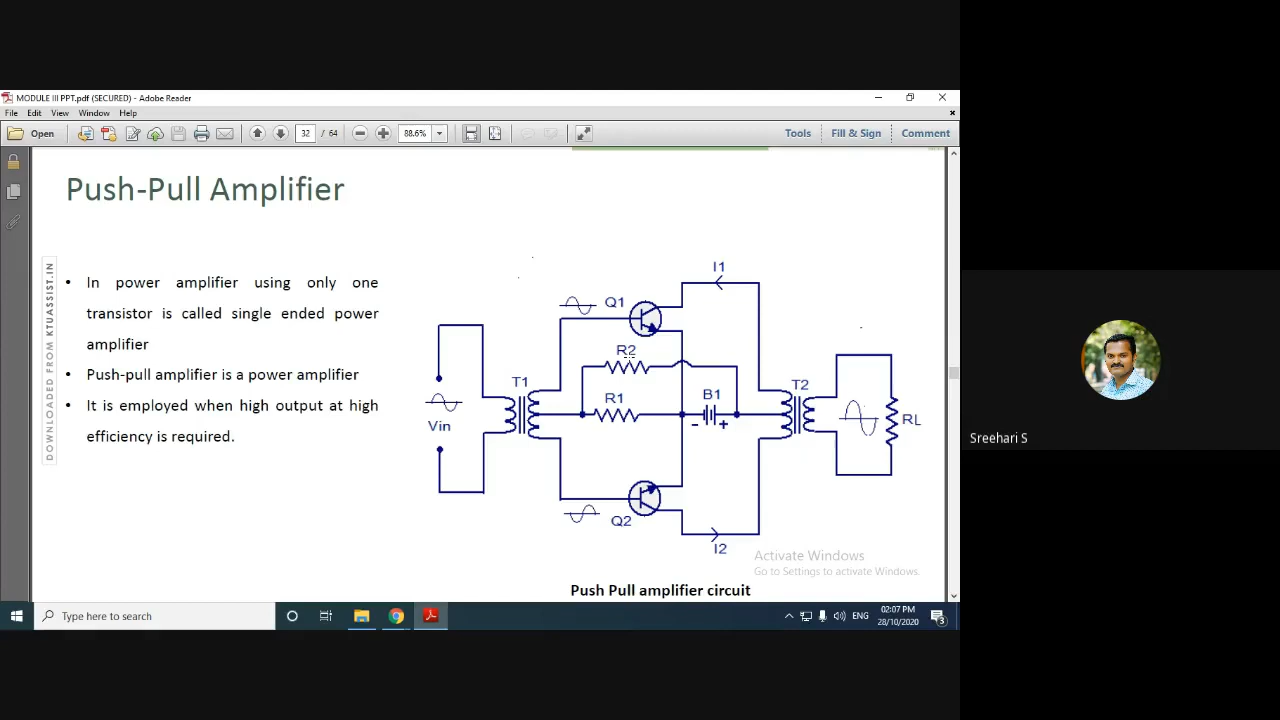 MODULE III PPT.pdf (SECURED) - Adobe Reader
File Edit View Window Help
Open 32 / 64 88.6% Tools Fill & Sign Comment
Push-Pull Amplifier
DOWNLOADED FROM KTUASSIST.IN
• In power amplifier using only one
transistor is called single ended power
amplifier
• Push-pull amplifier is a power amplifier
• It is employed when high output at high
efficiency is required.
I1
Q1
R2
T1
R1
B1
- +
T2
Vin
RL
Q2
I2
Push Pull amplifier circuit
Activate Windows
Go to Settings to activate Windows.
Sreehari S
Type here to search
ENG
02:07 PM
28/10/2020
3